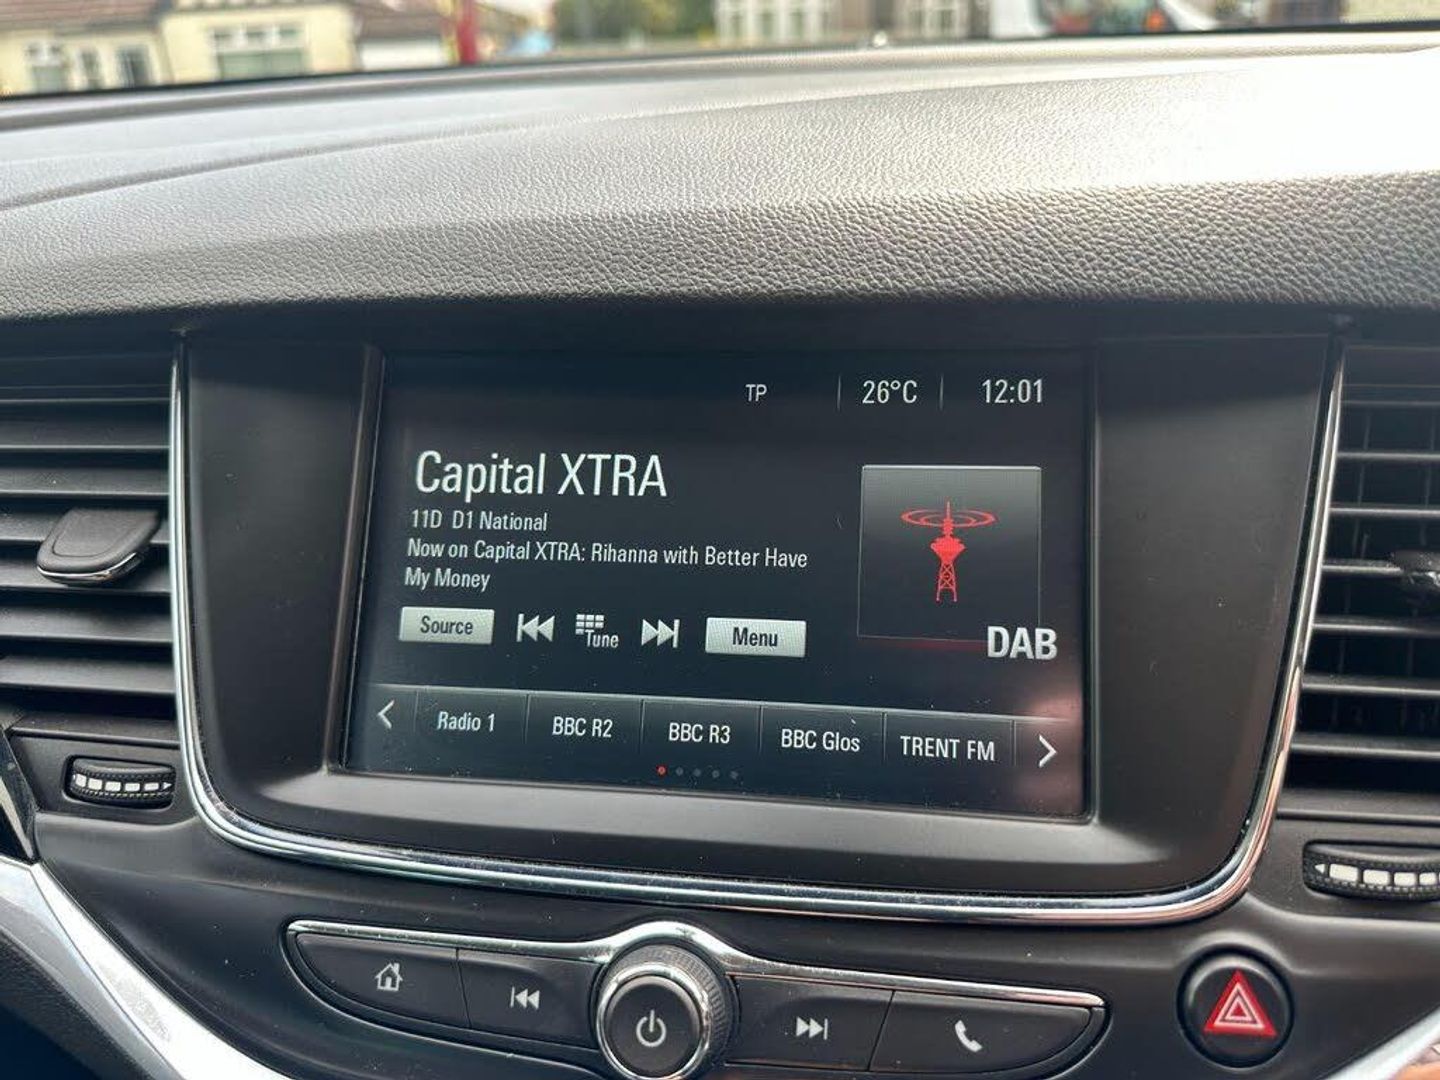 TP 26°C 12:01
Capital XTRA
11D D1 National
Now on Capital XTRA: Rihanna with Better Have
My Money
DAB
Source Tune Menu
Radio 1 BBC R2 BBC R3 BBC Glos TRENT FM